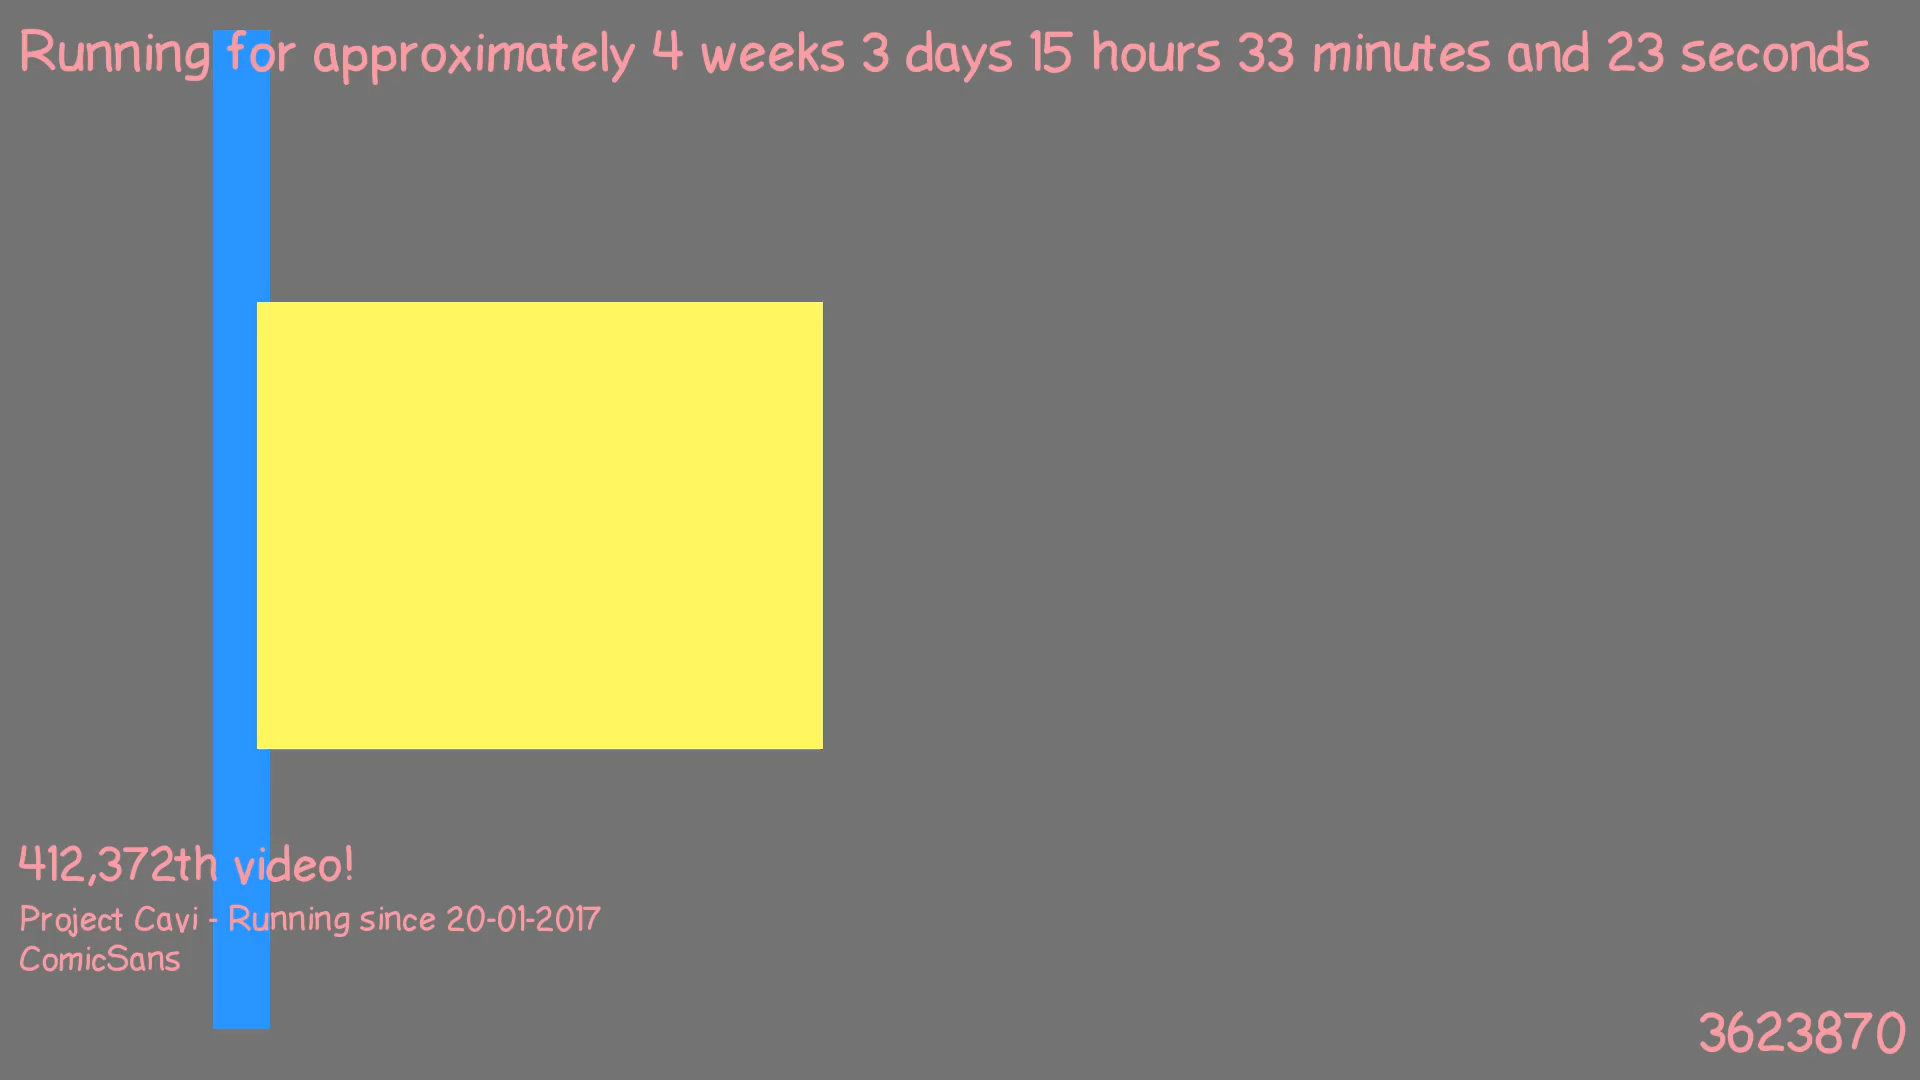 Running for approximately 4 weeks 3 days 15 hours 33 minutes and 23 seconds
412,372th video!
Project Cavi - Running since 20-01-2017
ComicSans
3623870